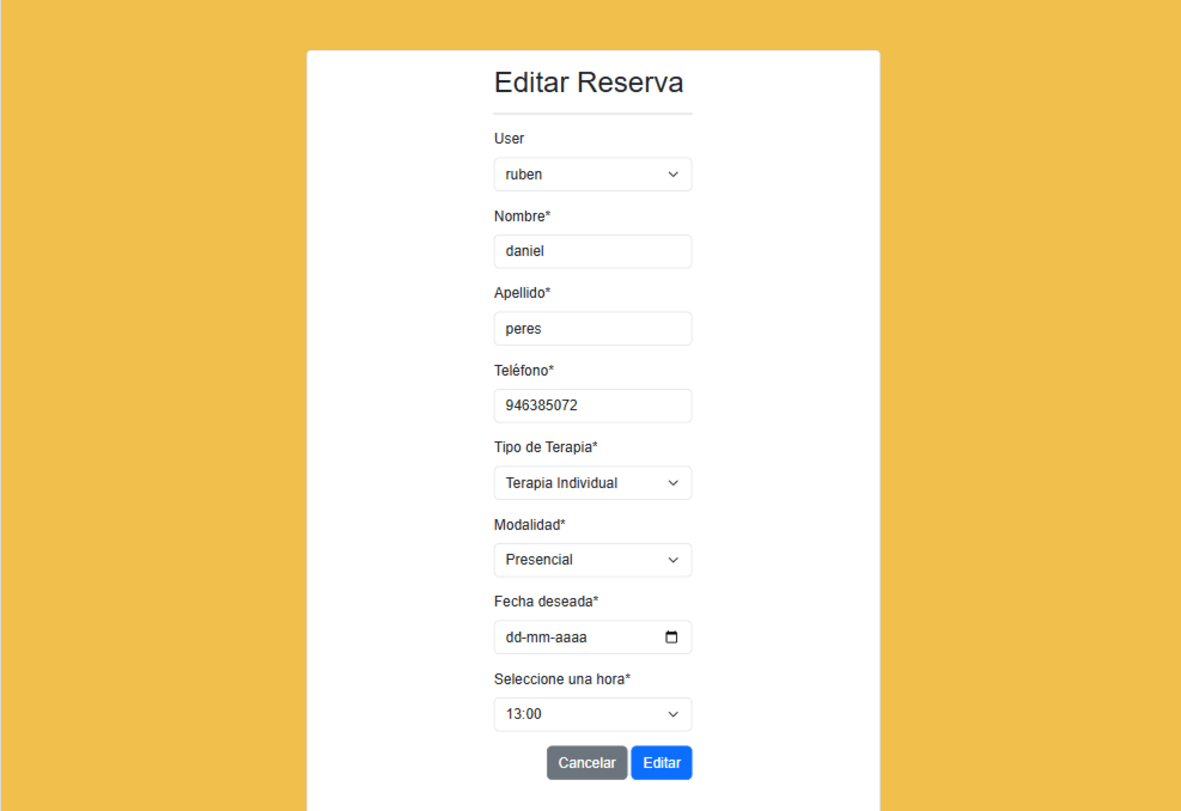 Editar Reserva
User
ruben
Nombre*
daniel
Apellido*
peres
Teléfono*
946385072
Tipo de Terapia*
Terapia Individual
Modalidad*
Presencial
Fecha deseada*
dd-mm-aaaa
Seleccione una hora*
13:00
Cancelar Editar